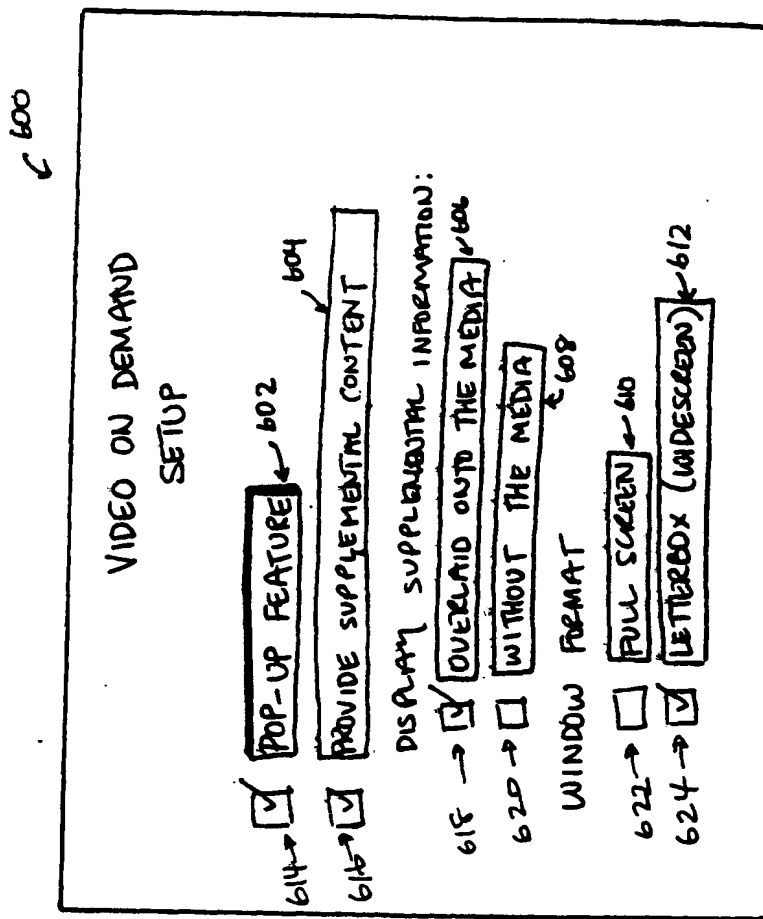 600
VIDEO ON DEMAND
SETUP
614 POP-UP FEATURE 602
616 PROVIDE SUPPLEMENTAL CONTENT 604
DISPLAY SUPPLEMENTAL INFORMATION:
618 OVERLAID ONTO THE MEDIA 606
620 WITHOUT THE MEDIA 608
WINDOW FORMAT
622 FULL SCREEN 610
624 LETTERBOX (WIDESCREEN) 612